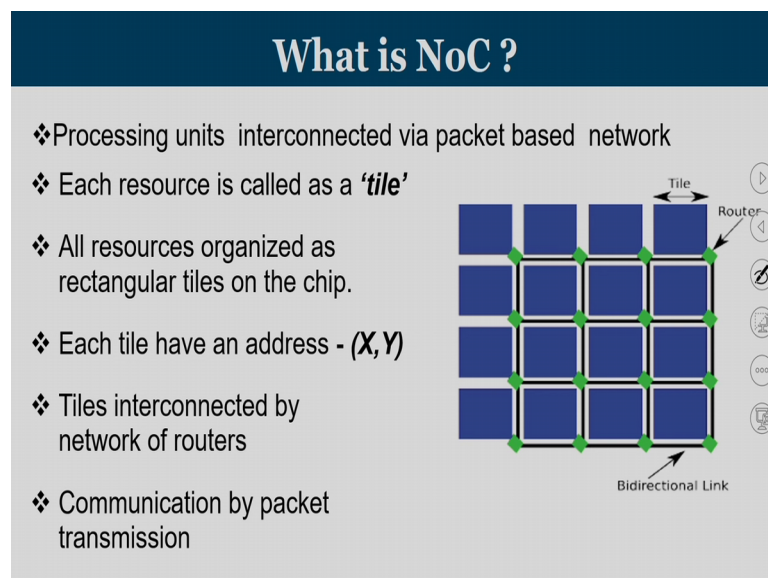 What is NoC ?
❖Processing units interconnected via packet based network
❖ Each resource is called as a ‘tile’
❖ All resources organized as
rectangular tiles on the chip.
❖ Each tile have an address - (X,Y)
❖ Tiles interconnected by
network of routers
❖ Communication by packet
transmission
Tile
Router
Bidirectional Link